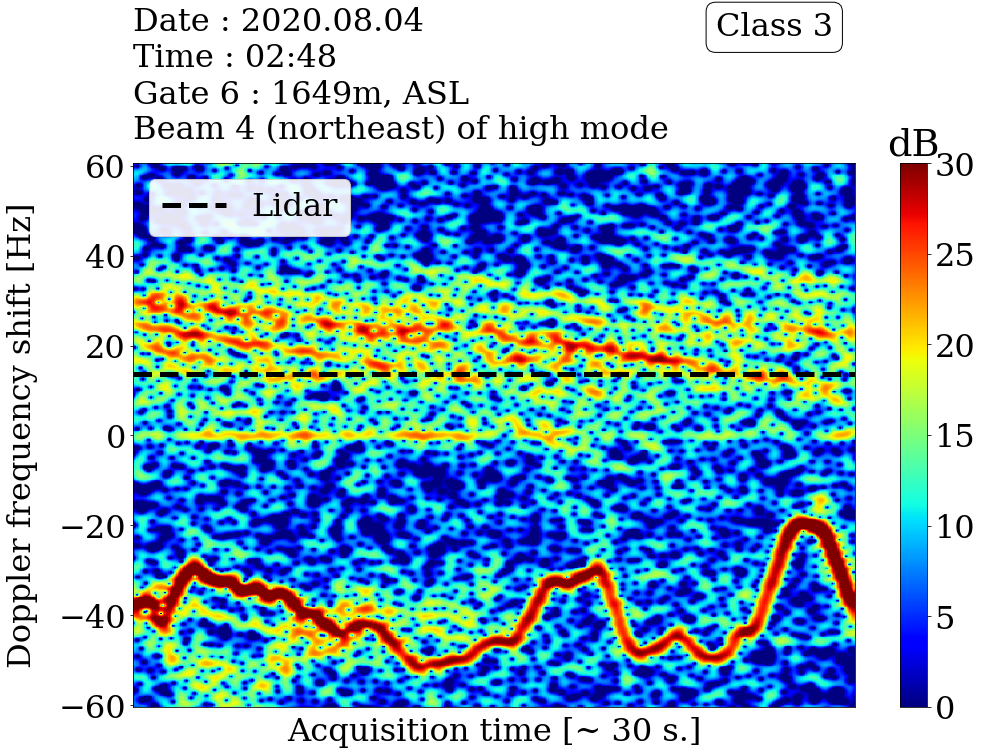 Date : 2020.08.04
Time : 02:48
Gate 6 : 1649m, ASL
Beam 4 (northeast) of high mode
Class 3
dB
Lidar
Doppler frequency shift [Hz]
60
40
20
0
−20
−40
−60
30
25
20
15
10
5
0
Acquisition time [~ 30 s.]